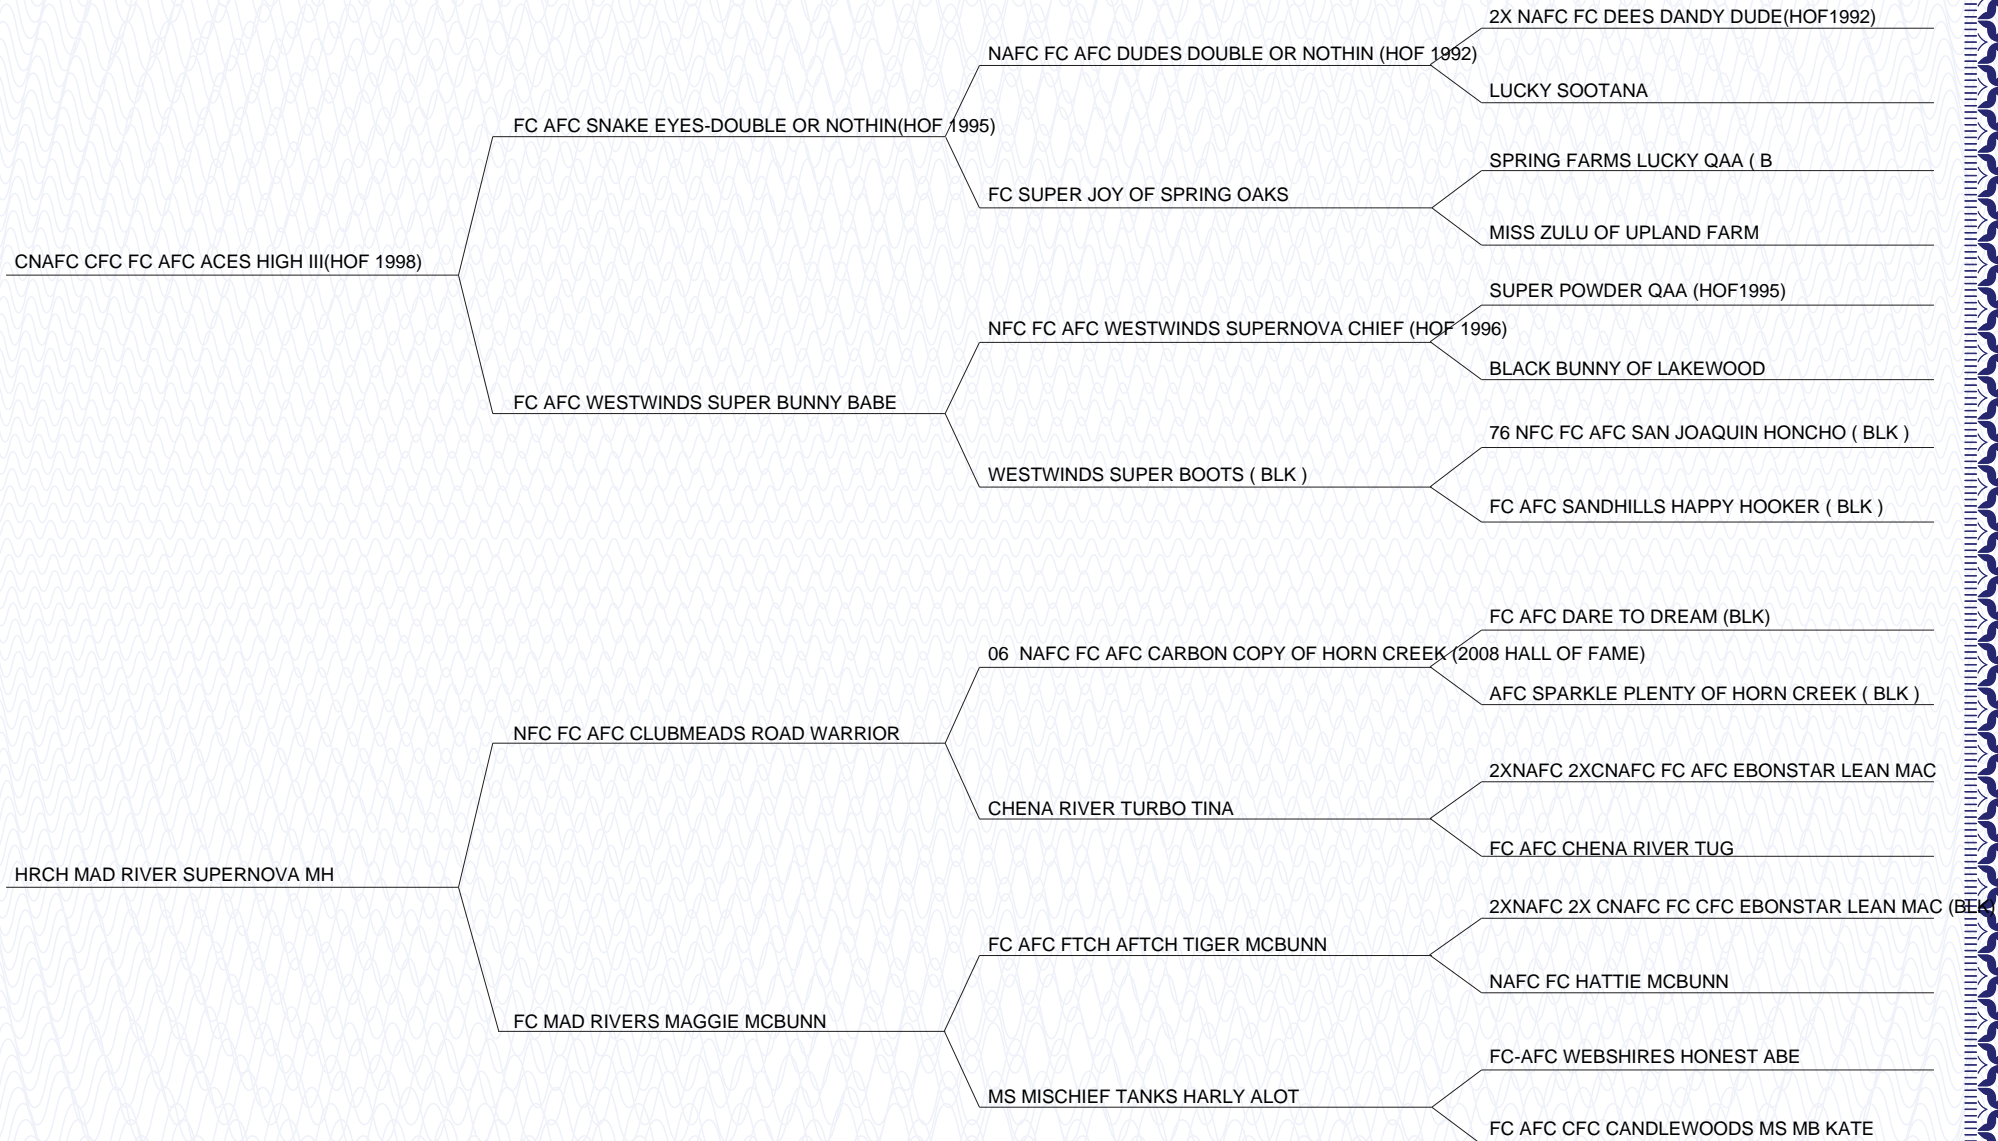 2X NAFC FC DEES DANDY DUDE(HOF1992)
NAFC FC AFC DUDES DOUBLE OR NOTHIN (HOF 1992)
LUCKY SOOTANA
FC AFC SNAKE EYES-DOUBLE OR NOTHIN(HOF 1995)
SPRING FARMS LUCKY QAA ( B
FC SUPER JOY OF SPRING OAKS
MISS ZULU OF UPLAND FARM
CNAFC CFC FC AFC ACES HIGH III(HOF 1998)
SUPER POWDER QAA (HOF1995)
NFC FC AFC WESTWINDS SUPERNOVA CHIEF (HOF 1996)
BLACK BUNNY OF LAKEWOOD
FC AFC WESTWINDS SUPER BUNNY BABE
76 NFC FC AFC SAN JOAQUIN HONCHO ( BLK )
WESTWINDS SUPER BOOTS ( BLK )
FC AFC SANDHILLS HAPPY HOOKER ( BLK )
FC AFC DARE TO DREAM (BLK)
06  NAFC FC AFC CARBON COPY OF HORN CREEK (2008 HALL OF FAME)
AFC SPARKLE PLENTY OF HORN CREEK ( BLK )
NFC FC AFC CLUBMEADS ROAD WARRIOR
2XNAFC 2XCNAFC FC AFC EBONSTAR LEAN MAC
CHENA RIVER TURBO TINA
FC AFC CHENA RIVER TUG
HRCH MAD RIVER SUPERNOVA MH
2XNAFC 2X CNAFC FC CFC EBONSTAR LEAN MAC (BLK)
FC AFC FTCH AFTCH TIGER MCBUNN
NAFC FC HATTIE MCBUNN
FC MAD RIVERS MAGGIE MCBUNN
FC-AFC WEBSHIRES HONEST ABE
MS MISCHIEF TANKS HARLY ALOT
FC AFC CFC CANDLEWOODS MS MB KATE